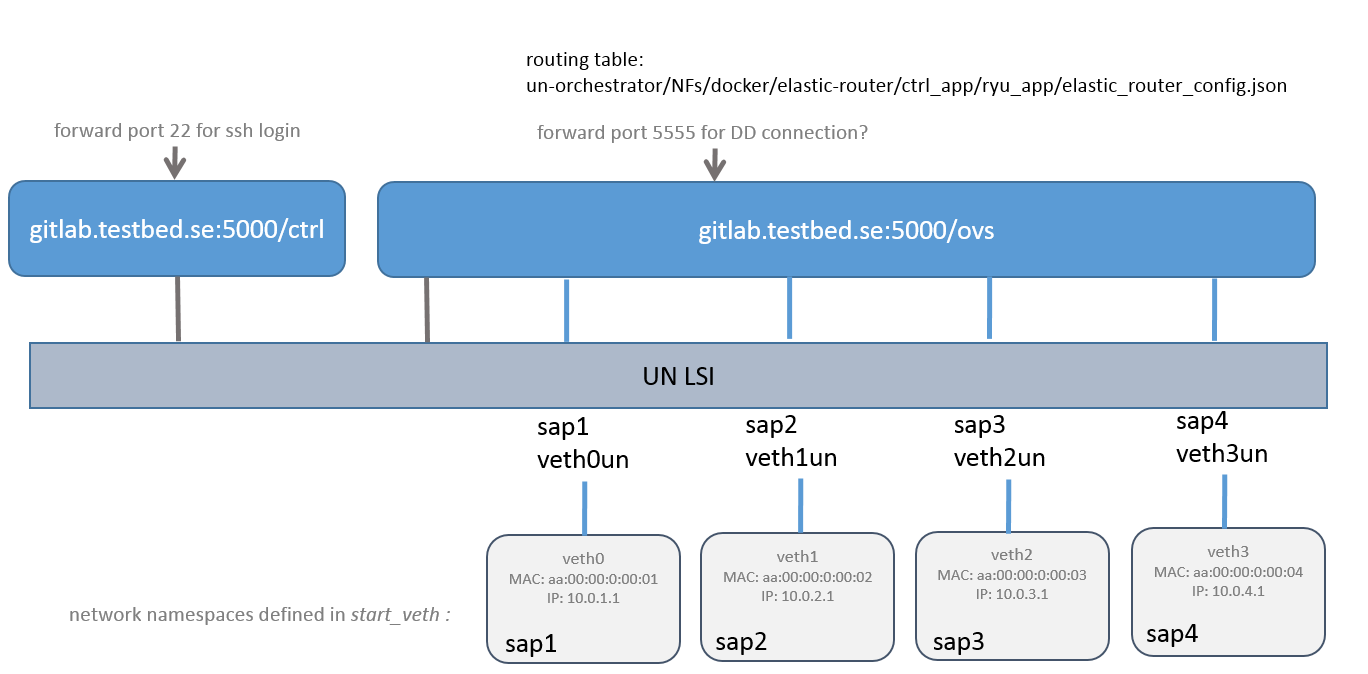 routing table:
un-orchestrator/NFs/docker/elastic-router/ctrl_app/ryu_app/elastic_router_config.json
forward port 22 for ssh login
forward port 5555 for DD connection?
gitlab.testbed.se:5000/ctrl
gitlab.testbed.se:5000/ovs
UN LSI
sap1
veth0un
sap2
veth1un
sap3
veth2un
sap4
veth3un
network namespaces defined in start_veth :
veth0
MAC: aa:00:00:0:00:01
IP: 10.0.1.1
sap1
veth1
MAC: aa:00:00:0:00:02
IP: 10.0.2.1
sap2
veth2
MAC: aa:00:00:0:00:03
IP: 10.0.3.1
sap3
veth3
MAC: aa:00:00:0:00:04
IP: 10.0.4.1
sap4